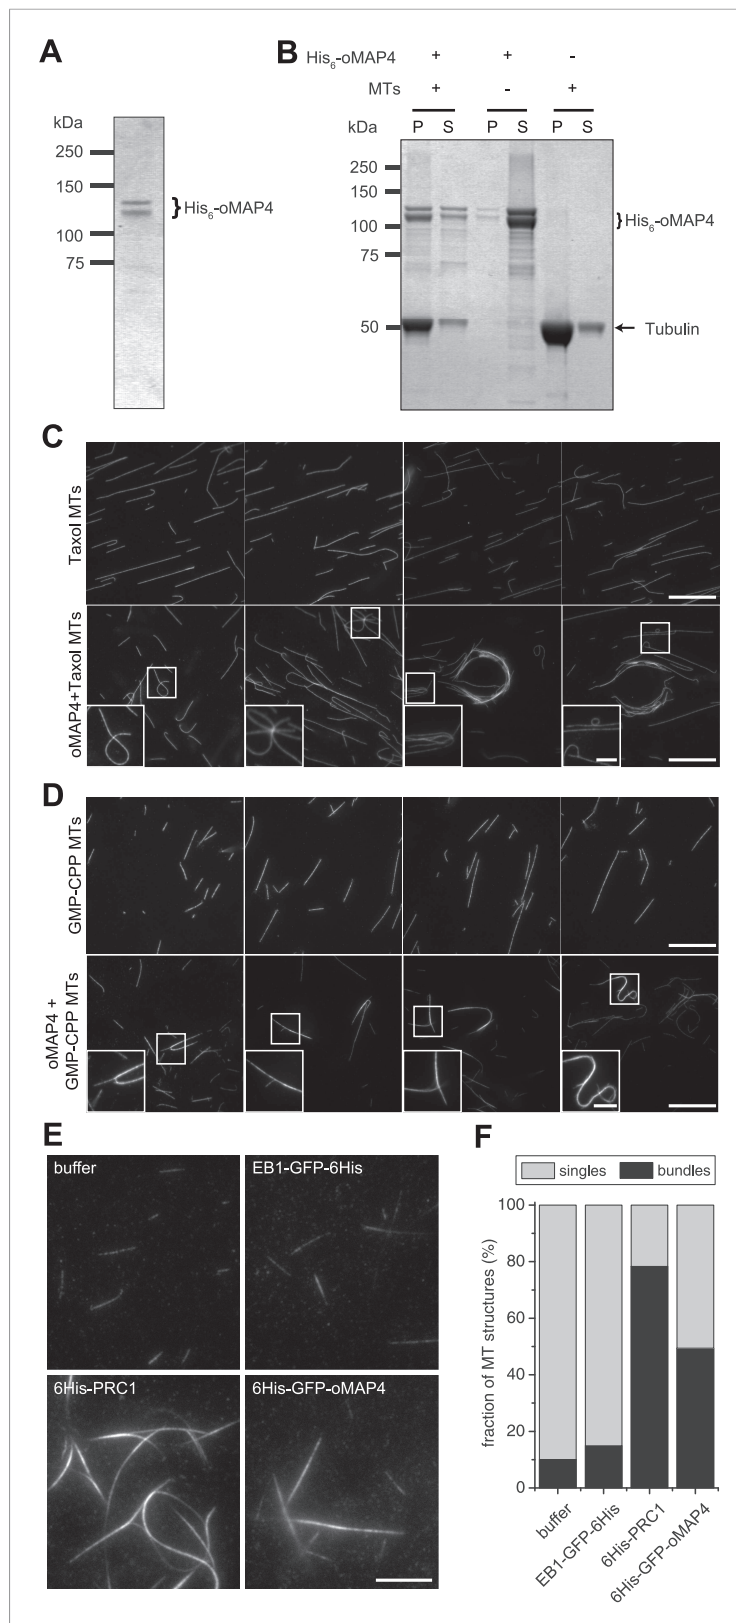 A
kDa
250
150
100
75
His6-oMAP4
B
His6-oMAP4 + + -
MTs + - +
kDa P S P S P S
250
150
100
75
50
His6-oMAP4
Tubulin
C
Taxol MTs
oMAP4+Taxol MTs
D
GMP-CPP MTs
oMAP4 +
GMP-CPP MTs
E
buffer
EB1-GFP-6His
6His-PRC1
6His-GFP-oMAP4
F
singles bundles
fraction of MT structures (%)
100
80
60
40
20
0
buffer
EB1-GFP-6His
6His-PRC1
6His-GFP-oMAP4